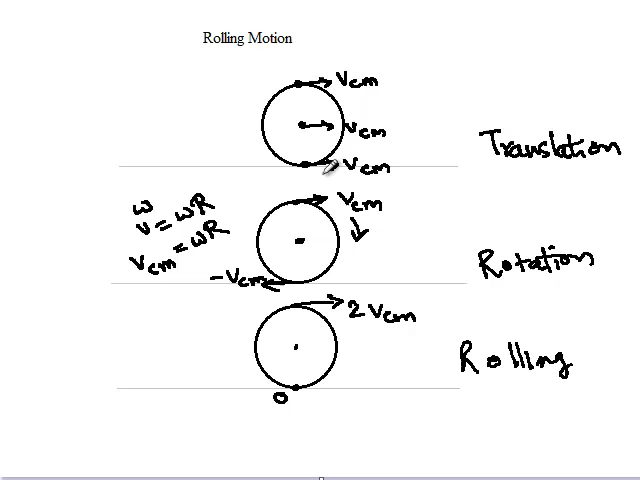 Rolling Motion
Vcm
Vcm
Translation
Vcm
ω
v = ωR
Vcm = ωR
Vcm
-Vcm
Rotation
2 Vcm
Rolling
0